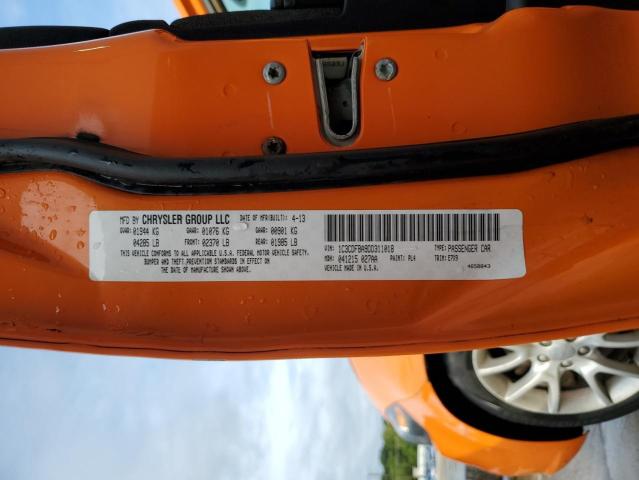 MFD BY CHRYSLER GROUP LLC DATE OF MFR(BUILT): 4-13
GVWR: 01944 KG GAWR: 01076 KG GAWR: 00901 KG
04285 LB FRONT: 02370 LB REAR: 01985 LB
THIS VEHICLE CONFORMS TO ALL APPLICABLE U.S.A. FEDERAL MOTOR VEHICLE SAFETY,
BUMPER AND THEFT PREVENTION STANDARDS IN EFFECT ON
THE DATE OF MANUFACTURE SHOWN ABOVE.
VIN: 1C3CDFBA9DD311018 TYPE: PASSENGER CAR
MDH: 041215 027AA PAINT: PL4 TRIM: E7X9
VEHICLE MADE IN U.S.A. 4658843